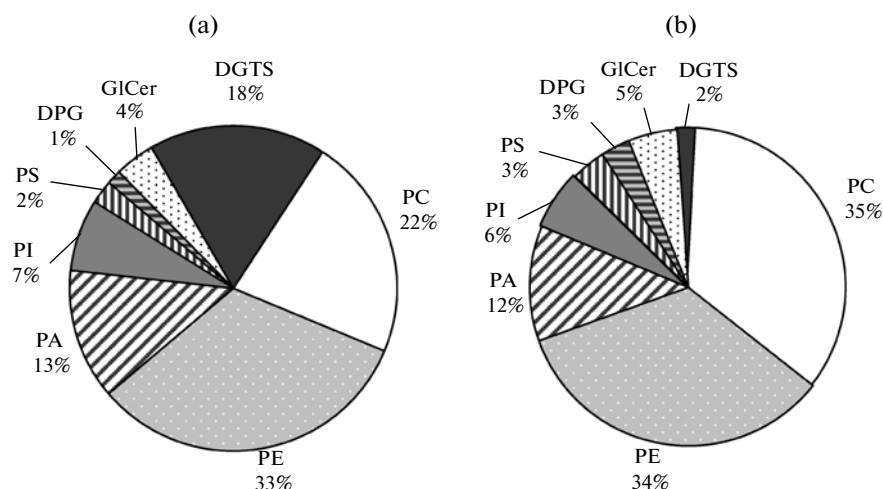 (a)
DGTS
18%
GlCer
4%
DPG
1%
PS
2%
PI
7%
PA
13%
PE
33%
PC
22%
(b)
DGTS
2%
GlCer
5%
DPG
3%
PS
3%
PI
6%
PA
12%
PE
34%
PC
35%